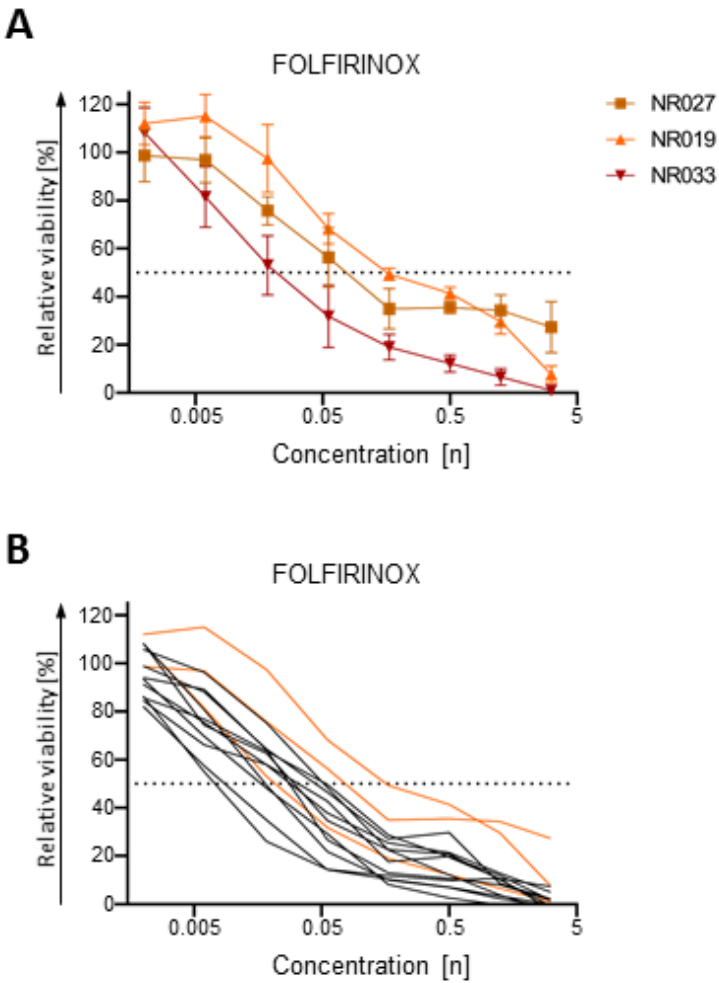 A
FOLFIRINOX
Relative viability [%]
120
100
80
60
40
20
0
0.005
0.05
0.5
5
Concentration [n]
NR027
NR019
NR033
B
FOLFIRINOX
Relative viability [%]
120
100
80
60
40
20
0
0.005
0.05
0.5
5
Concentration [n]